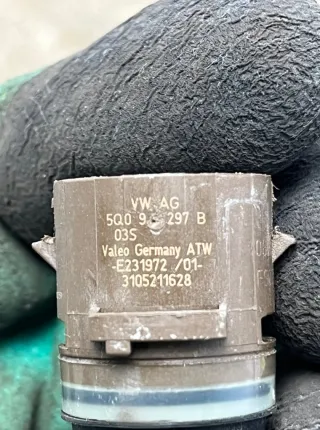 VW AG
5Q0 9 297 B
03S
Valeo Germany ATW
-E231972 /01-
3105211628